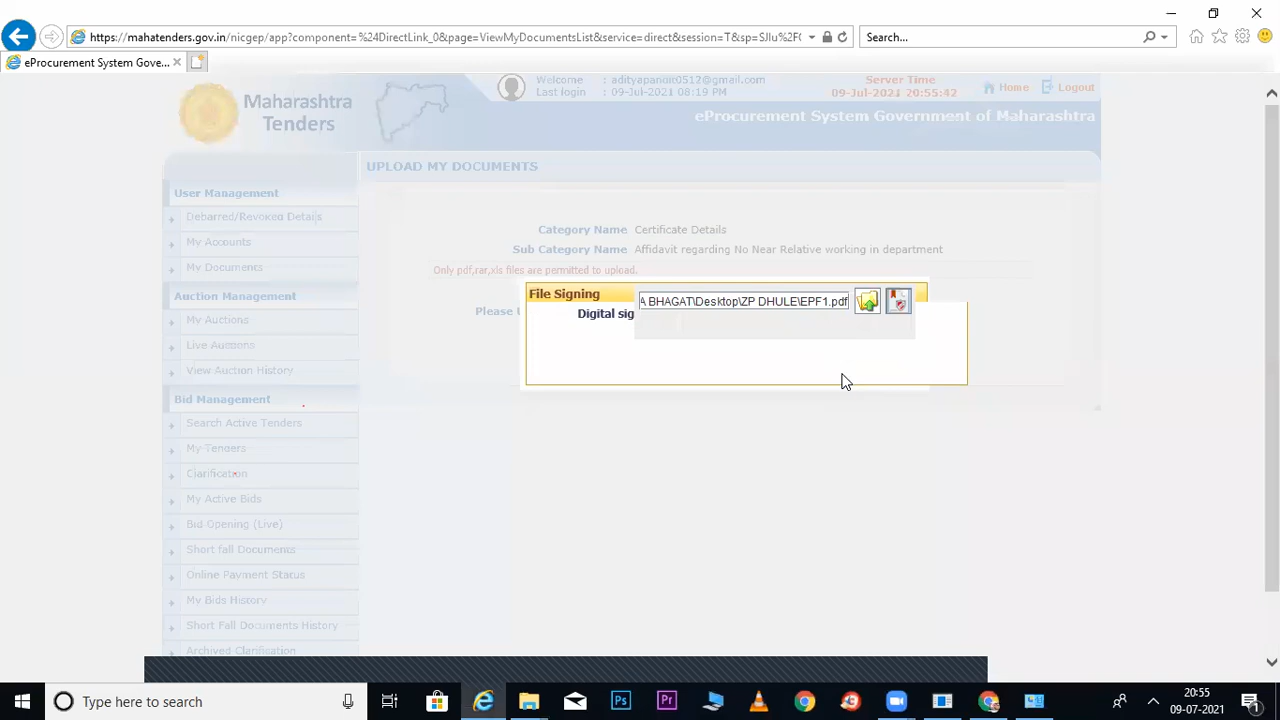 https://mahatenders.gov.in/nicgep/app?component=%24DirectLink_0&page=ViewMyDocumentsList&service=direct&session=T&sp=SJIu%2F(
Search...
eProcurement System Gove...
Welcome : adityapandit0512@gmail.com
Last login : 09-Jul-2021 08:19 PM
Server Time
09-Jul-2021 20:55:42
Home
Logout
Maharashtra
Tenders
eProcurement System Government of Maharashtra
UPLOAD MY DOCUMENTS
User Management
Debarred/Revoked Details
My Accounts
My Documents
Auction Management
My Auctions
Live Auctions
View Auction History
Bid Management
Search Active Tenders
My Tenders
Clarification
My Active Bids
Bid Opening (Live)
Short fall Documents
Online Payment Status
My Bids History
Short Fall Documents History
Archived Clarification
Category Name Certificate Details
Sub Category Name Affidavit regarding No Near Relative working in department
Only pdf,rar,xls files are permitted to upload.
Please U
File Signing
Digital sig
A BHAGAT\Desktop\ZP DHULE\EPF1.pdf
Type here to search
Ps
Pr
20:55
09-07-2021
1